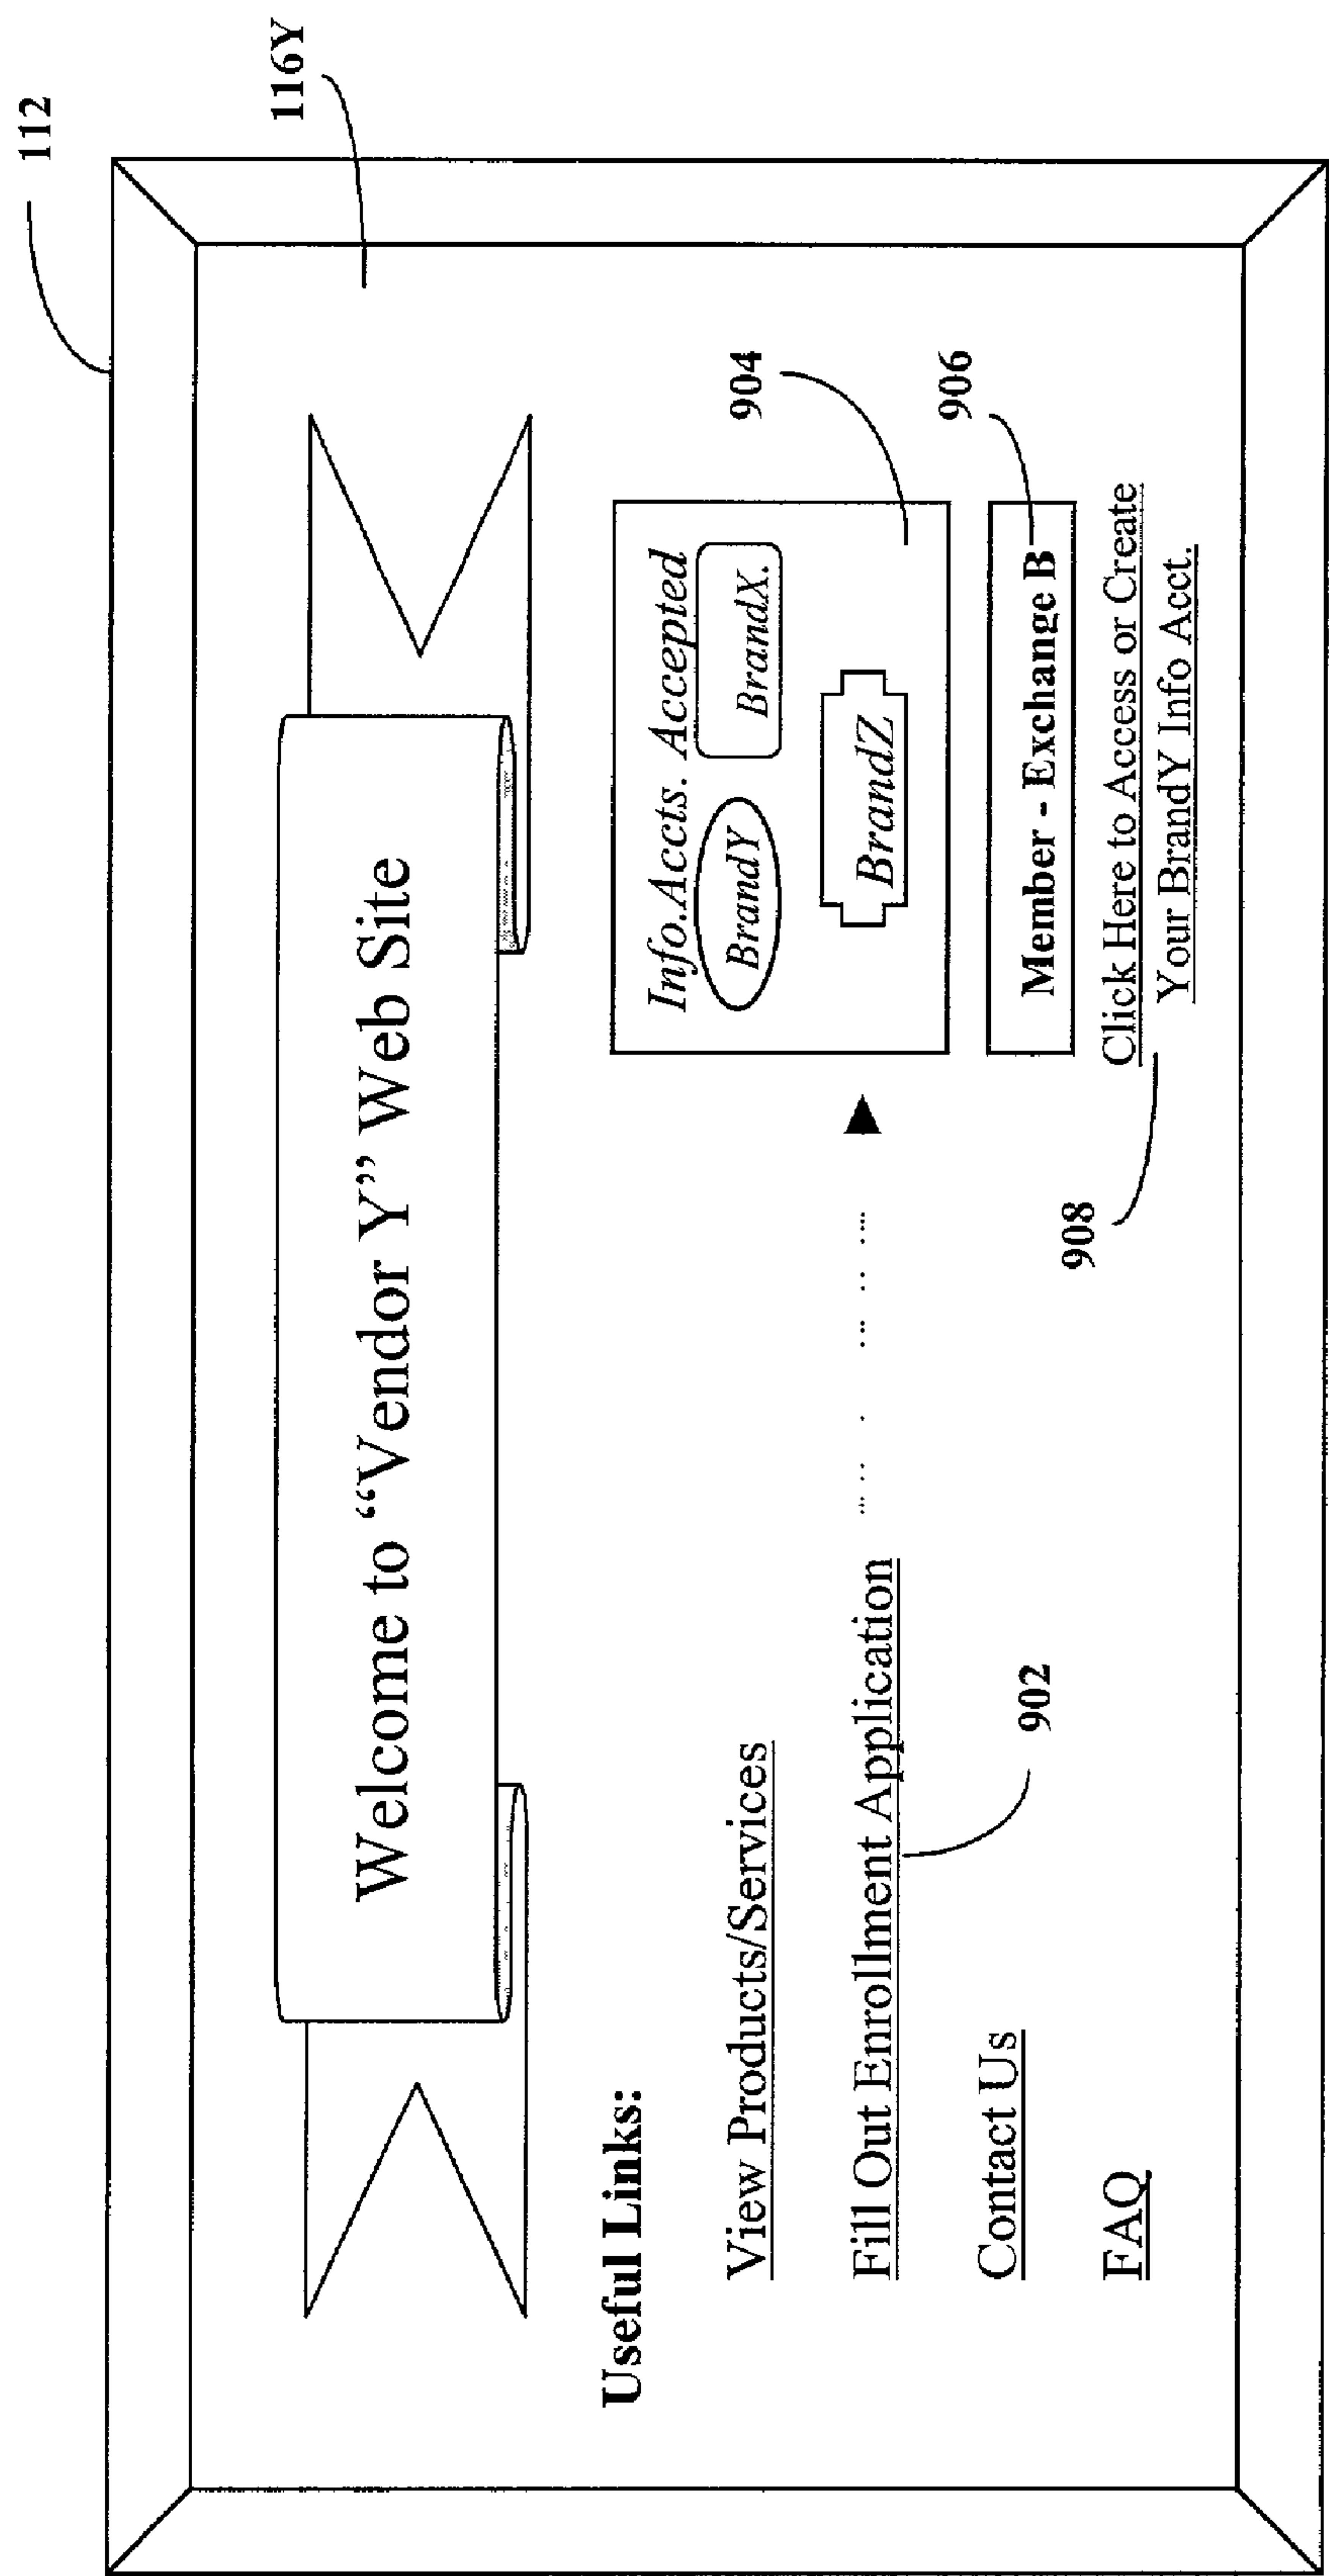 112
116Y
Welcome to “Vendor Y” Web Site
Useful Links:
View Products/Services
Fill Out Enrollment Application
902
Contact Us
FAQ
Info.Accts. Accepted
BrandY
BrandX.
BrandZ
904
Member - Exchange B
906
Click Here to Access or Create
Your BrandY Info Acct.
908